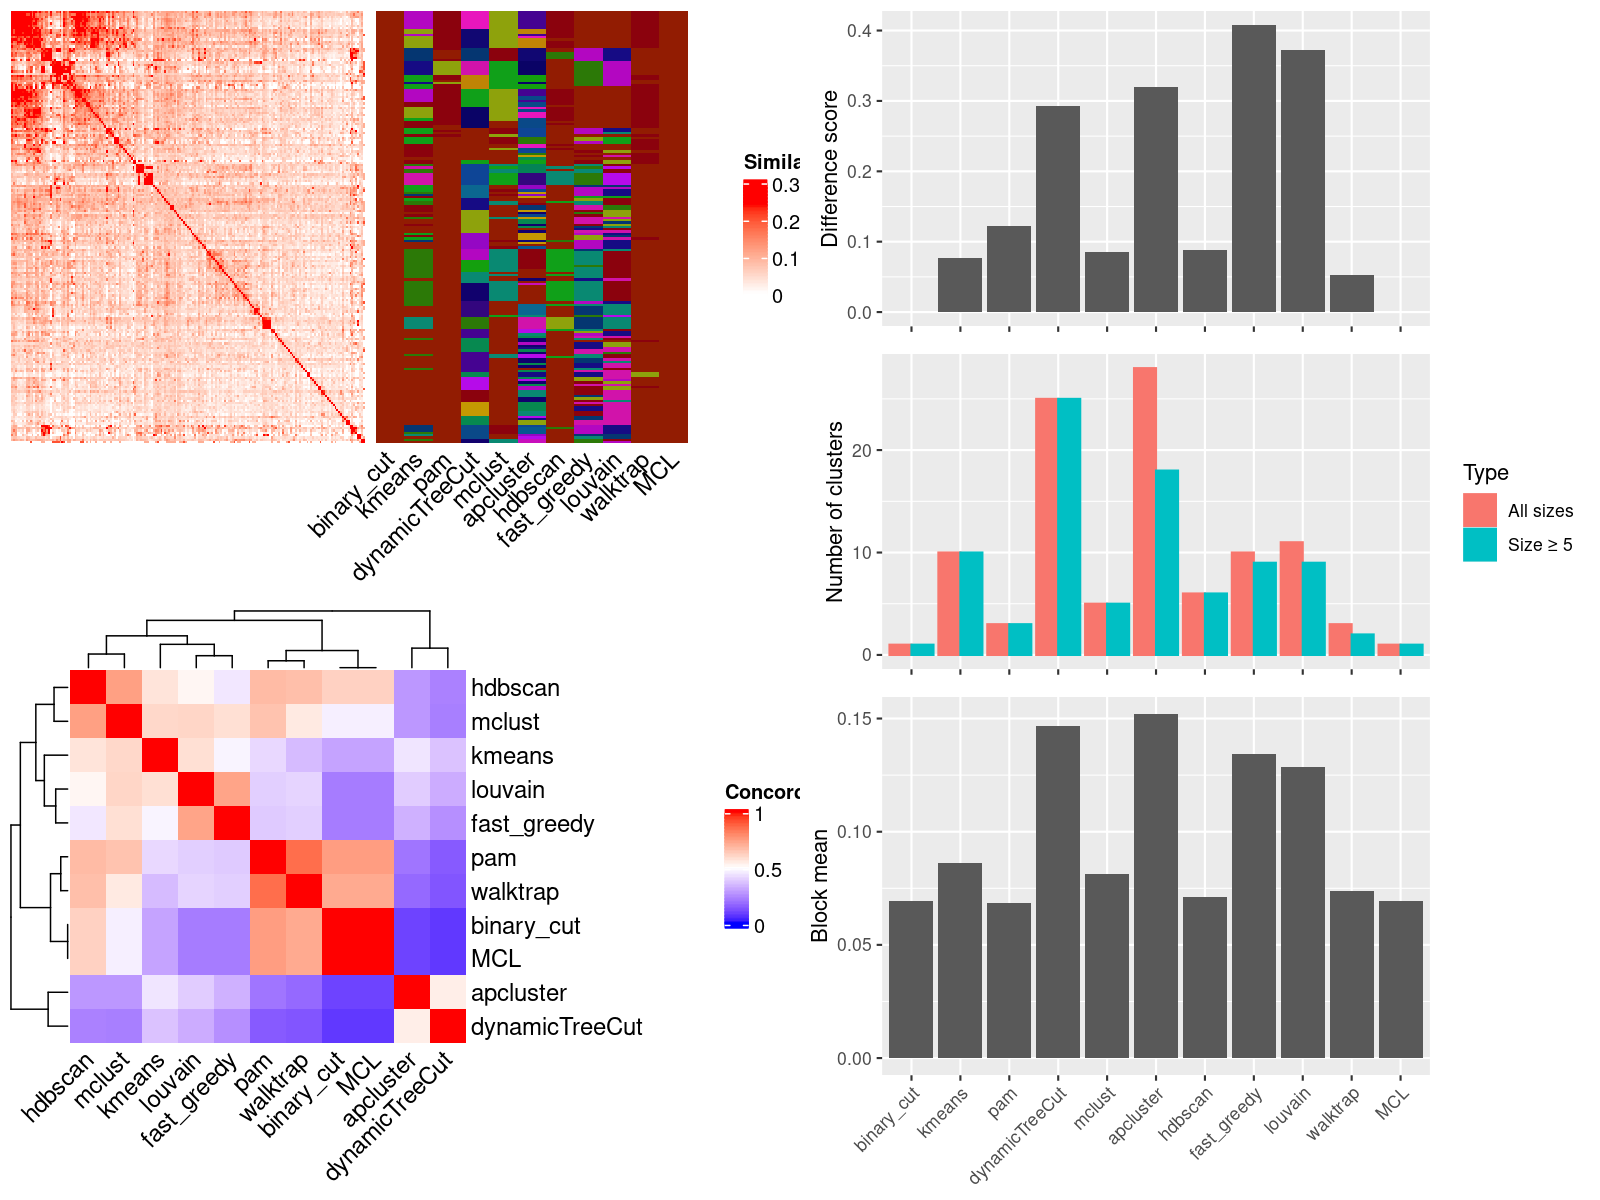 Simila
0.3
0.2
0.1
0
binary_cut
kmeans
pam
dynamicTreeCut
mclust
apcluster
hdbscan
fast_greedy
louvain
walktrap
MCL
hdbscan
mclust
kmeans
louvain
fast_greedy
pam
walktrap
binary_cut
MCL
apcluster
dynamicTreeCut
hdbscan
mclust
kmeans
louvain
fast_greedy
pam
walktrap
binary_cut
MCL
apcluster
dynamicTreeCut
Concord
1
0.5
0
Difference score
0.4
0.3
0.2
0.1
0.0
Number of clusters
20
10
0
Type
All sizes
Size ≥ 5
Block mean
0.15
0.10
0.05
0.00
binary_cut
kmeans
pam
dynamicTreeCut
mclust
apcluster
hdbscan
fast_greedy
louvain
walktrap
MCL